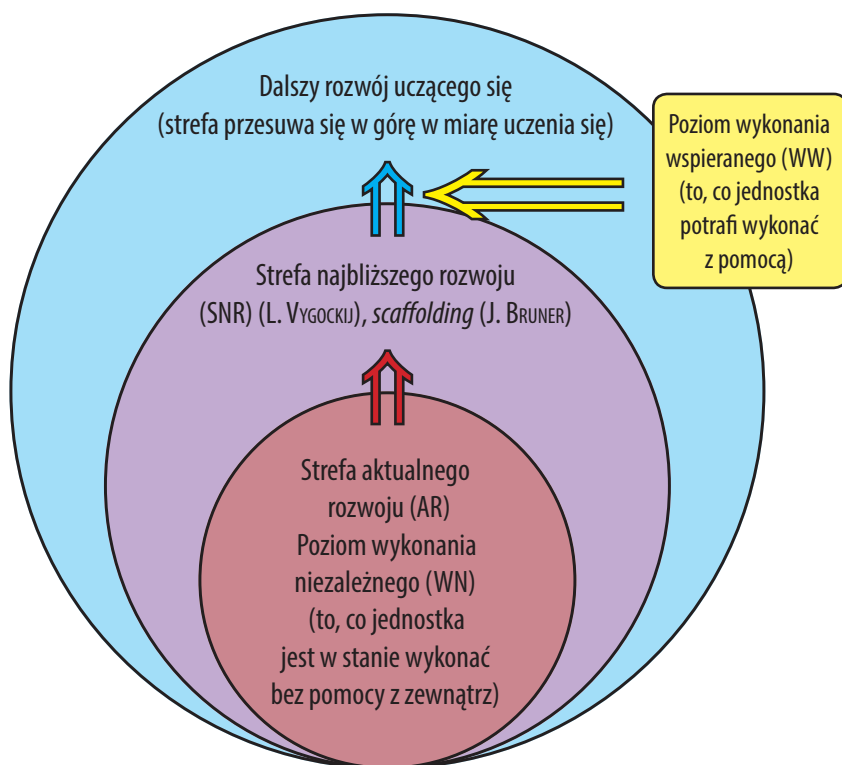 Dalszy rozwój uczącego się
(strefa przesuwa się w górę w miarę uczenia się)
Poziom wykonania
wspieranego (WW)
(to, co jednostka
potrafi wykonać
z pomocą)
Strefa najbliższego rozwoju
(SNR) (L. Vygockij), scaffolding (J. Bruner)
Strefa aktualnego
rozwoju (AR)
Poziom wykonania
niezależnego (WN)
(to, co jednostka
jest w stanie wykonać
bez pomocy z zewnątrz)